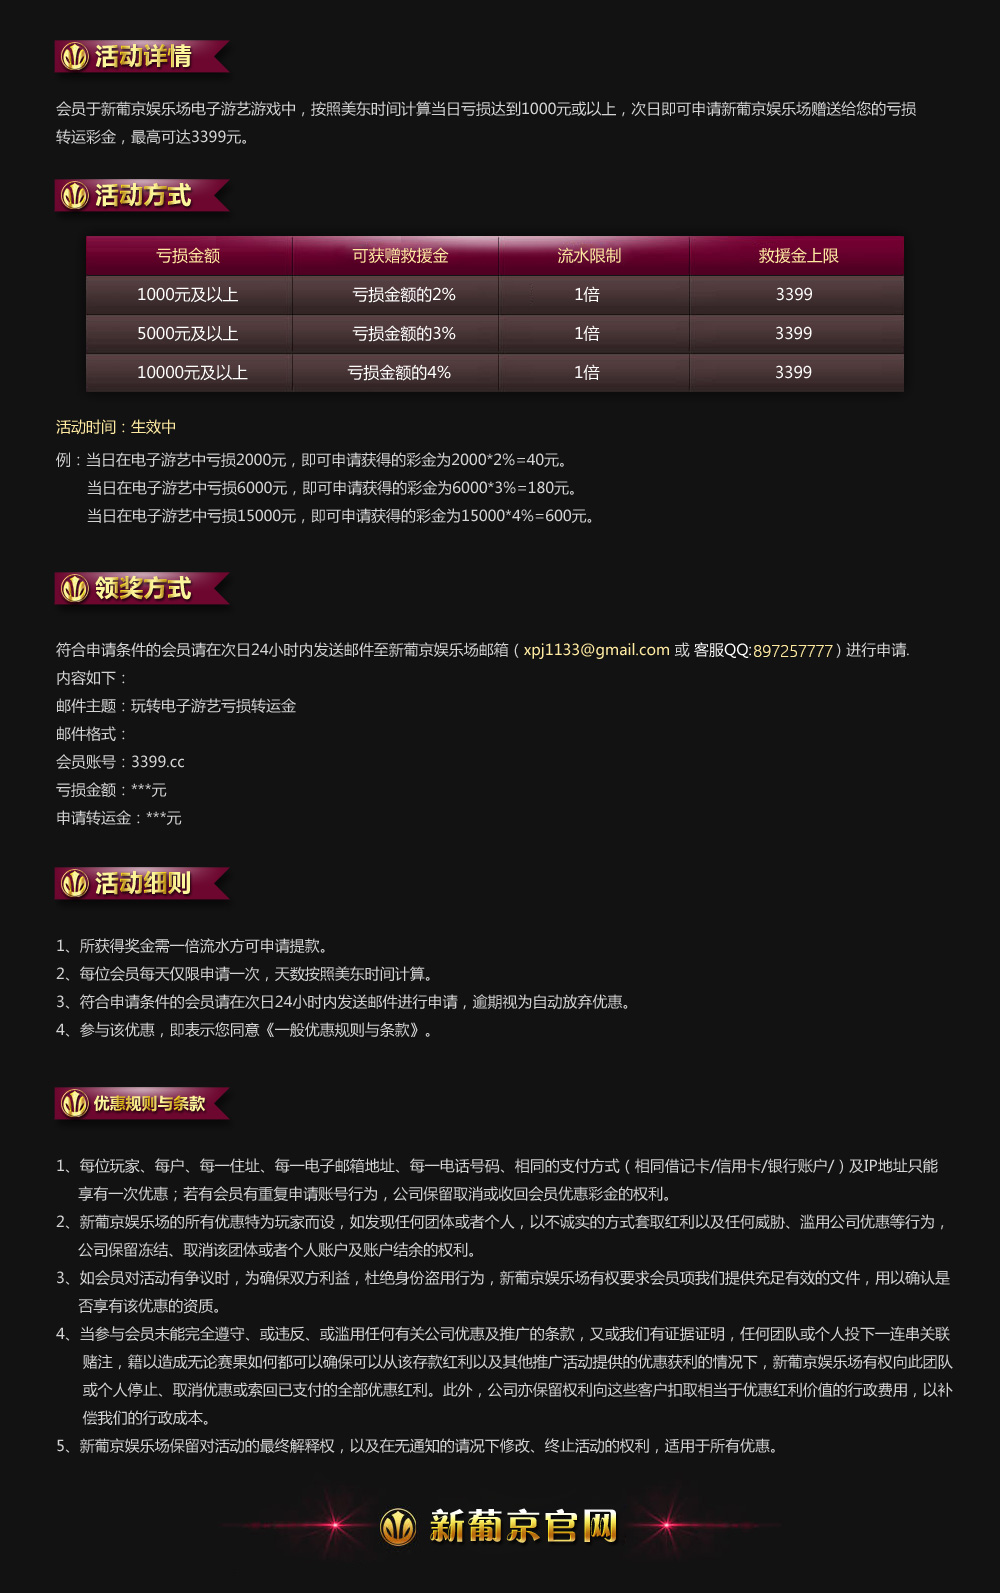 活动详情
会员于新葡京娱乐场电子游艺游戏中，按照美东时间计算当日亏损达到1000元或以上，次日即可申请新葡京娱乐场赠送给您的亏损
转运彩金，最高可达3399元。
活动方式
亏损金额 可获赠救援金 流水限制 救援金上限
1000元及以上 亏损金额的2% 1倍 3399
5000元及以上 亏损金额的3% 1倍 3399
10000元及以上 亏损金额的4% 1倍 3399
活动时间：生效中
例：当日在电子游艺中亏损2000元，即可申请获得的彩金为2000*2%=40元。
当日在电子游艺中亏损6000元，即可申请获得的彩金为6000*3%=180元。
当日在电子游艺中亏损15000元，即可申请获得的彩金为15000*4%=600元。
领奖方式
符合申请条件的会员请在次日24小时内发送邮件至新葡京娱乐场邮箱（xpj1133@gmail.com 或 客服QQ:897257777）进行申请.
内容如下：
邮件主题：玩转电子游艺亏损转运金
邮件格式：
会员账号：3399.cc
亏损金额：***元
申请转运金：***元
活动细则
1、所获得奖金需一倍流水方可申请提款。
2、每位会员每天仅限申请一次，天数按照美东时间计算。
3、符合申请条件的会员请在次日24小时内发送邮件进行申请，逾期视为自动放弃优惠。
4、参与该优惠，即表示您同意《一般优惠规则与条款》。
优惠规则与条款
1、每位玩家、每户、每一住址、每一电子邮箱地址、每一电话号码、相同的支付方式（相同借记卡/信用卡/银行账户/）及IP地址只能
享有一次优惠；若有会员有重复申请账号行为，公司保留取消或收回会员优惠彩金的权利。
2、新葡京娱乐场的所有优惠特为玩家而设，如发现任何团体或者个人，以不诚实的方式套取红利以及任何威胁、滥用公司优惠等行为，
公司保留冻结、取消该团体或者个人账户及账户结余的权利。
3、如会员对活动有争议时，为确保双方利益，杜绝身份盗用行为，新葡京娱乐场有权要求会员项我们提供充足有效的文件，用以确认是
否享有该优惠的资质。
4、当参与会员未能完全遵守、或违反、或滥用任何有关公司优惠及推广的条款，又或我们有证据证明，任何团队或个人投下一连串关联
赌注，籍以造成无论赛果如何都可以确保可以从该存款红利以及其他推广活动提供的优惠获利的情况下，新葡京娱乐场有权向此团队
或个人停止、取消优惠或索回已支付的全部优惠红利。此外，公司亦保留权利向这些客户扣取相当于优惠红利价值的行政费用，以补
偿我们的行政成本。
5、新葡京娱乐场保留对活动的最终解释权，以及在无通知的请况下修改、终止活动的权利，适用于所有优惠。
新葡京官网